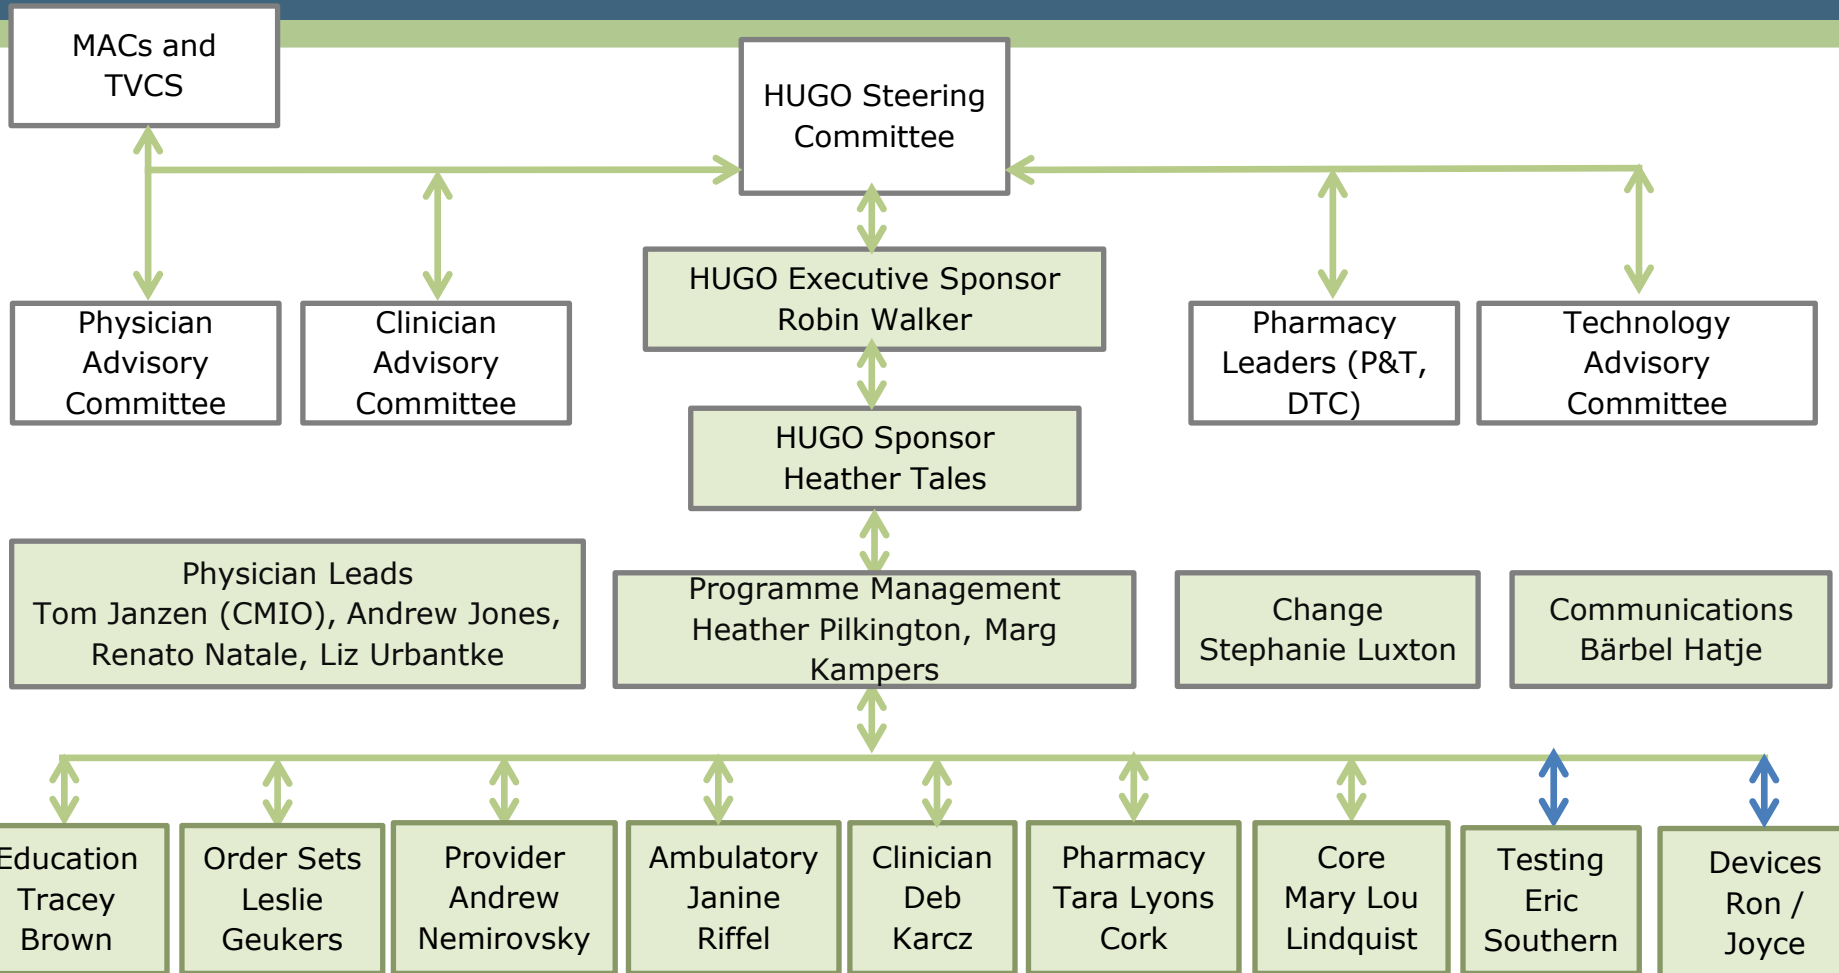 MACs and
TVCS
HUGO Steering
Committee
HUGO Executive Sponsor
Robin Walker
Physician
Advisory
Committee
Clinician
Advisory
Committee
Pharmacy
Leaders (P&T,
DTC)
Technology
Advisory
Committee
HUGO Sponsor
Heather Tales
Physician Leads
Tom Janzen (CMIO), Andrew Jones,
Renato Natale, Liz Urbantke
Programme Management
Heather Pilkington, Marg
Kampers
Change
Stephanie Luxton
Communications
Bärbel Hatje
Education
Tracey
Brown
Order Sets
Leslie
Geukers
Provider
Andrew
Nemirovsky
Ambulatory
Janine
Riffel
Clinician
Deb
Karcz
Pharmacy
Tara Lyons
Cork
Core
Mary Lou
Lindquist
Testing
Eric
Southern
Devices
Ron /
Joyce